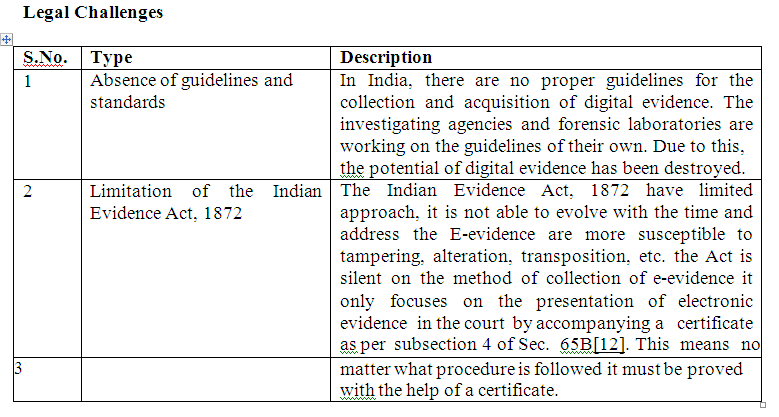 Legal Challenges
S.No. Type Description
1 Absence of guidelines and In India, there are no proper guidelines for the
standards collection and acquisition of digital evidence. The
investigating agencies and forensic laboratories are
working on the guidelines of their own. Due to this,
the potential of digital evidence has been destroyed.
2 Limitation of the Indian The Indian Evidence Act, 1872 have limited
Evidence Act, 1872 approach, it is not able to evolve with the time and
address the E-evidence are more susceptible to
tampering, alteration, transposition, etc. the Act is
silent on the method of collection of e-evidence it
only focuses on the presentation of electronic
evidence in the court by accompanying a certificate
as per subsection 4 of Sec. 65B[12]. This means no
3 matter what procedure is followed it must be proved
with the help of a certificate.